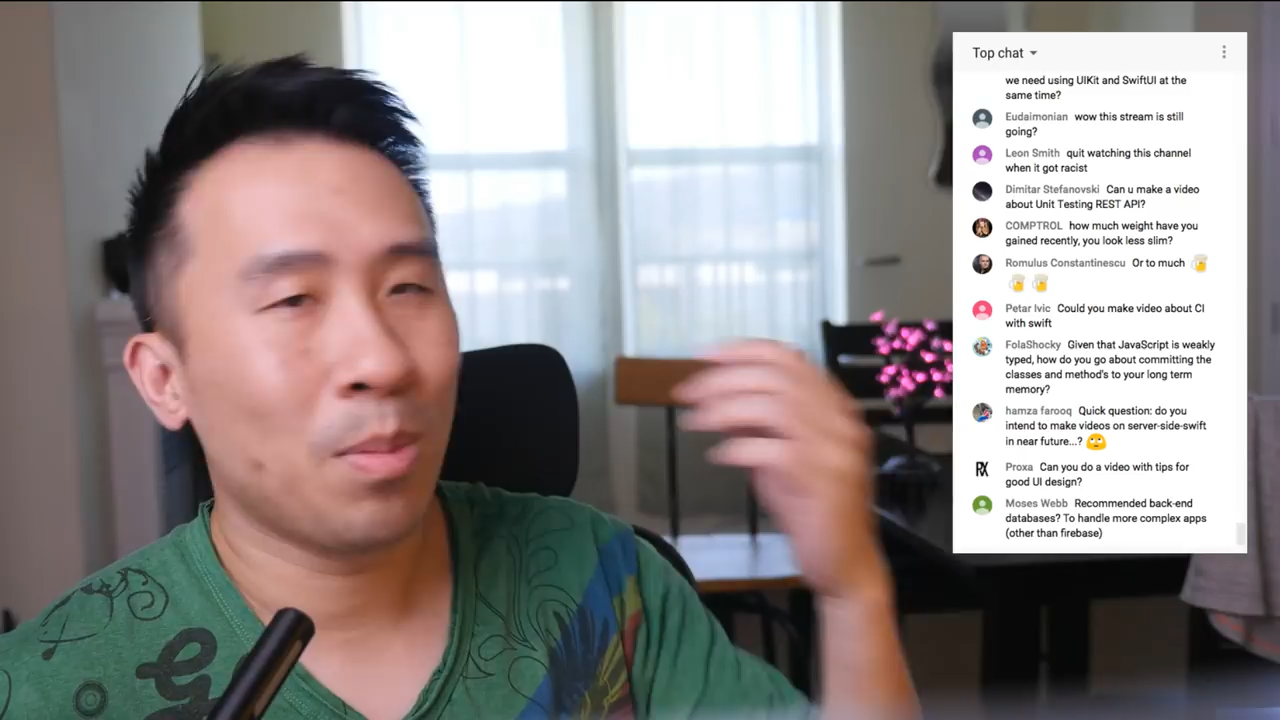 Top chat
we need using UIKit and SwiftUI at the
same time?
Eudaimonian wow this stream is still
going?
Leon Smith quit watching this channel
when it got racist
Dimitar Stefanovski Can u make a video
about Unit Testing REST API?
COMPTROL how much weight have you
gained recently, you look less slim?
Romulus Constantinescu Or to much 🍺
🍺 🍺
Petar Ivic Could you make video about CI
with swift
FolaShocky Given that JavaScript is weakly
typed, how do you go about committing the
classes and method's to your long term
memory?
hamza farooq Quick question: do you
intend to make videos on server-side-swift
in near future...? 🙄
PX Proxa Can you do a video with tips for
good UI design?
Moses Webb Recommended back-end
databases? To handle more complex apps
(other than firebase)